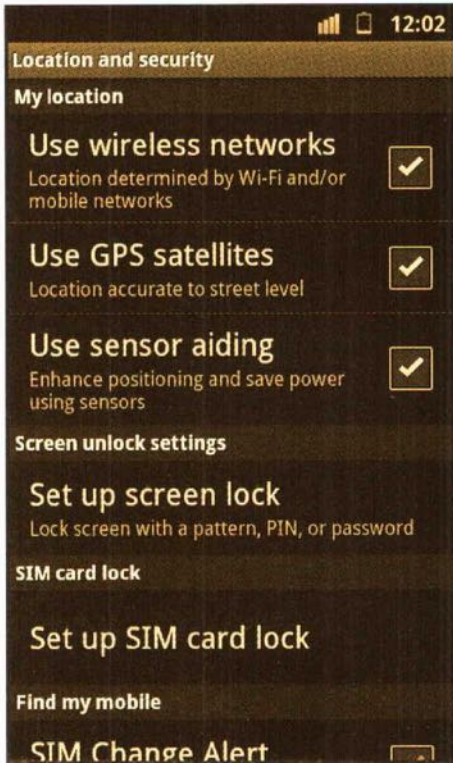 12:02
Location and security
My location
Use wireless networks
Location determined by Wi-Fi and/or
mobile networks
Use GPS satellites
Location accurate to street level
Use sensor aiding
Enhance positioning and save power
using sensors
Screen unlock settings
Set up screen lock
Lock screen with a pattern, PIN, or password
SIM card lock
Set up SIM card lock
Find my mobile
SIM Change Alert